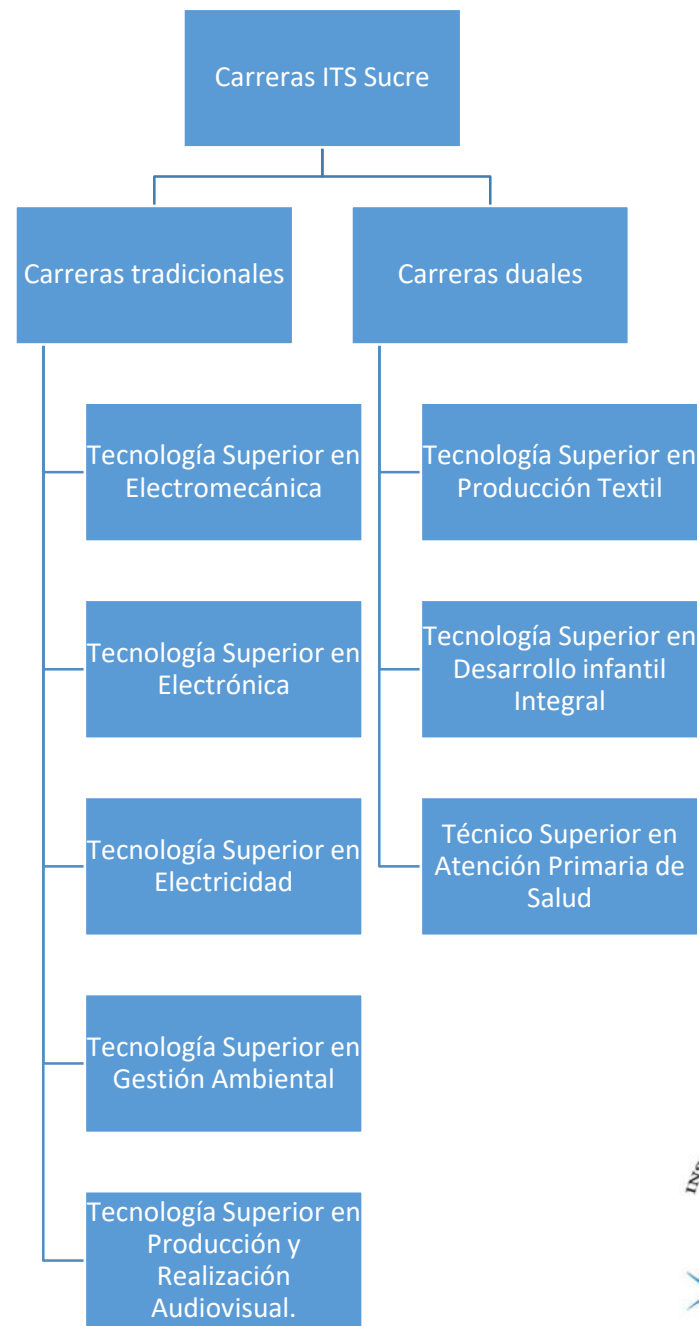 Carreras ITS Sucre
Carreras tradicionales
Tecnología Superior en
Electromecánica
Tecnología Superior en
Electrónica
Tecnología Superior en
Electricidad
Tecnología Superior en
Gestión Ambiental
Tecnología Superior en
Producción y
Realización
Audiovisual.
Carreras duales
Tecnología Superior en
Producción Textil
Tecnología Superior en
Desarrollo infantil
Integral
Técnico Superior en
Atención Primaria de
Salud